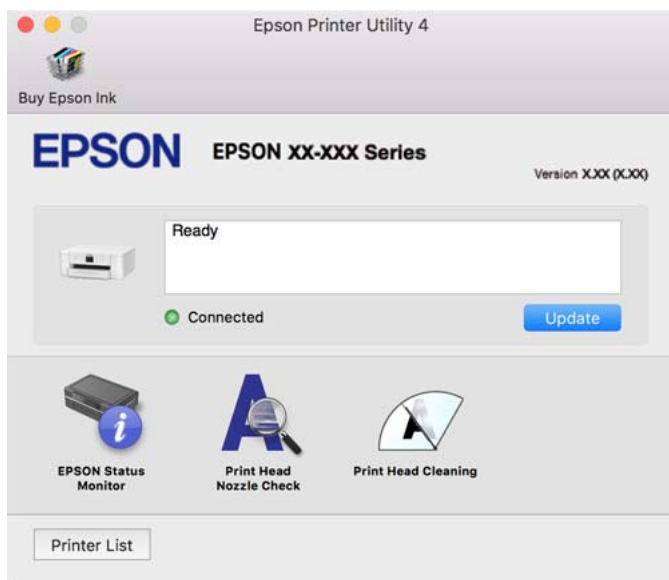 Epson Printer Utility 4
Buy Epson Ink
EPSON
EPSON XX-XXX Series
Version X.XX (X.XX)
Ready
Connected
Update
EPSON Status
Monitor
Print Head
Nozzle Check
Print Head Cleaning
Printer List